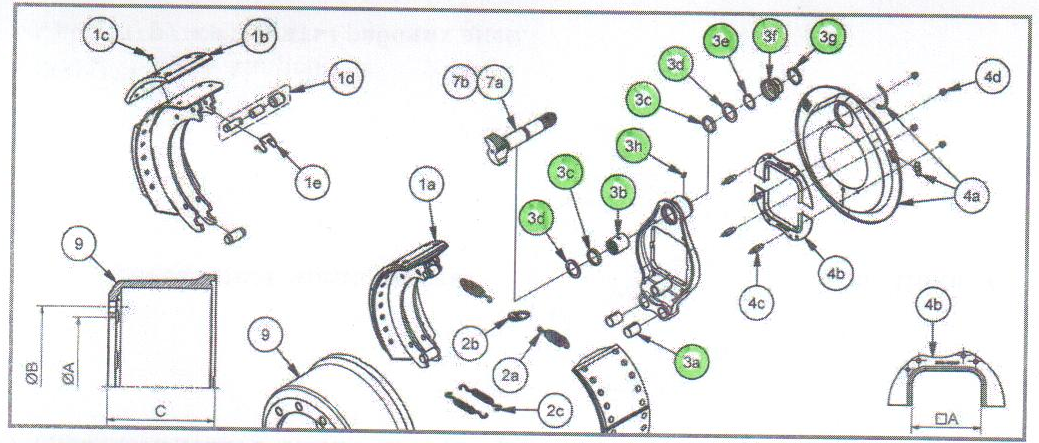 1c 1b
1d
1e
7b 7a
3c 3d 3e 3f 3g
4d
3h
1a
3d 3c 3b
4a
4b
4c
9
ØB ØA
C
9
2b
2a
2c
3a
4b
□A